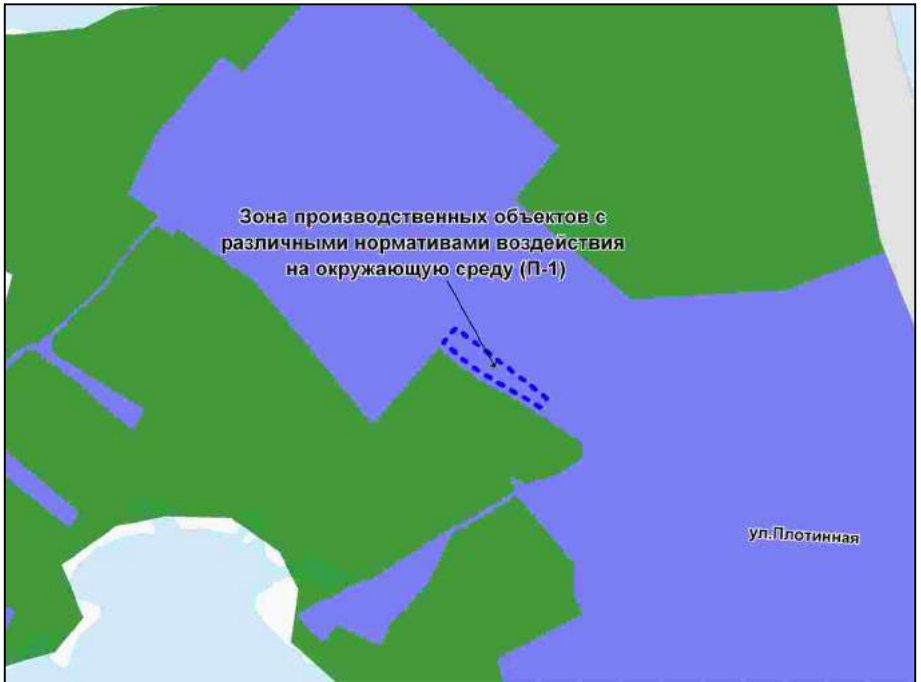 Зона производственных объектов с
различными нормативами воздействия
на окружающую среду (П-1)
ул.Плотинная